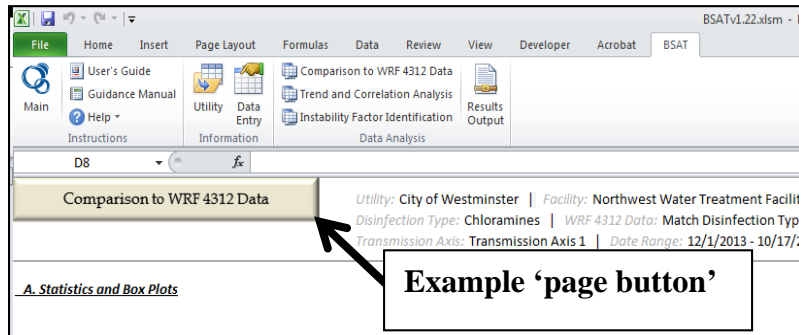 BSATv1.22.xlsm -
File Home Insert Page Layout Formulas Data Review View Developer Acrobat BSAT
Main
User's Guide
Guidance Manual
Help
Instructions
Utility
Data Entry
Information
Comparison to WRF 4312 Data
Trend and Correlation Analysis
Instability Factor Identification
Results Output
Data Analysis
D8 fx
Comparison to WRF 4312 Data
Utility: City of Westminster | Facility: Northwest Water Treatment Facilit
Disinfection Type: Chloramines | WRF 4312 Data: Match Disinfection Typ
Transmission Axis: Transmission Axis 1 | Date Range: 12/1/2013 - 10/17/2
Example ‘page button’
A. Statistics and Box Plots